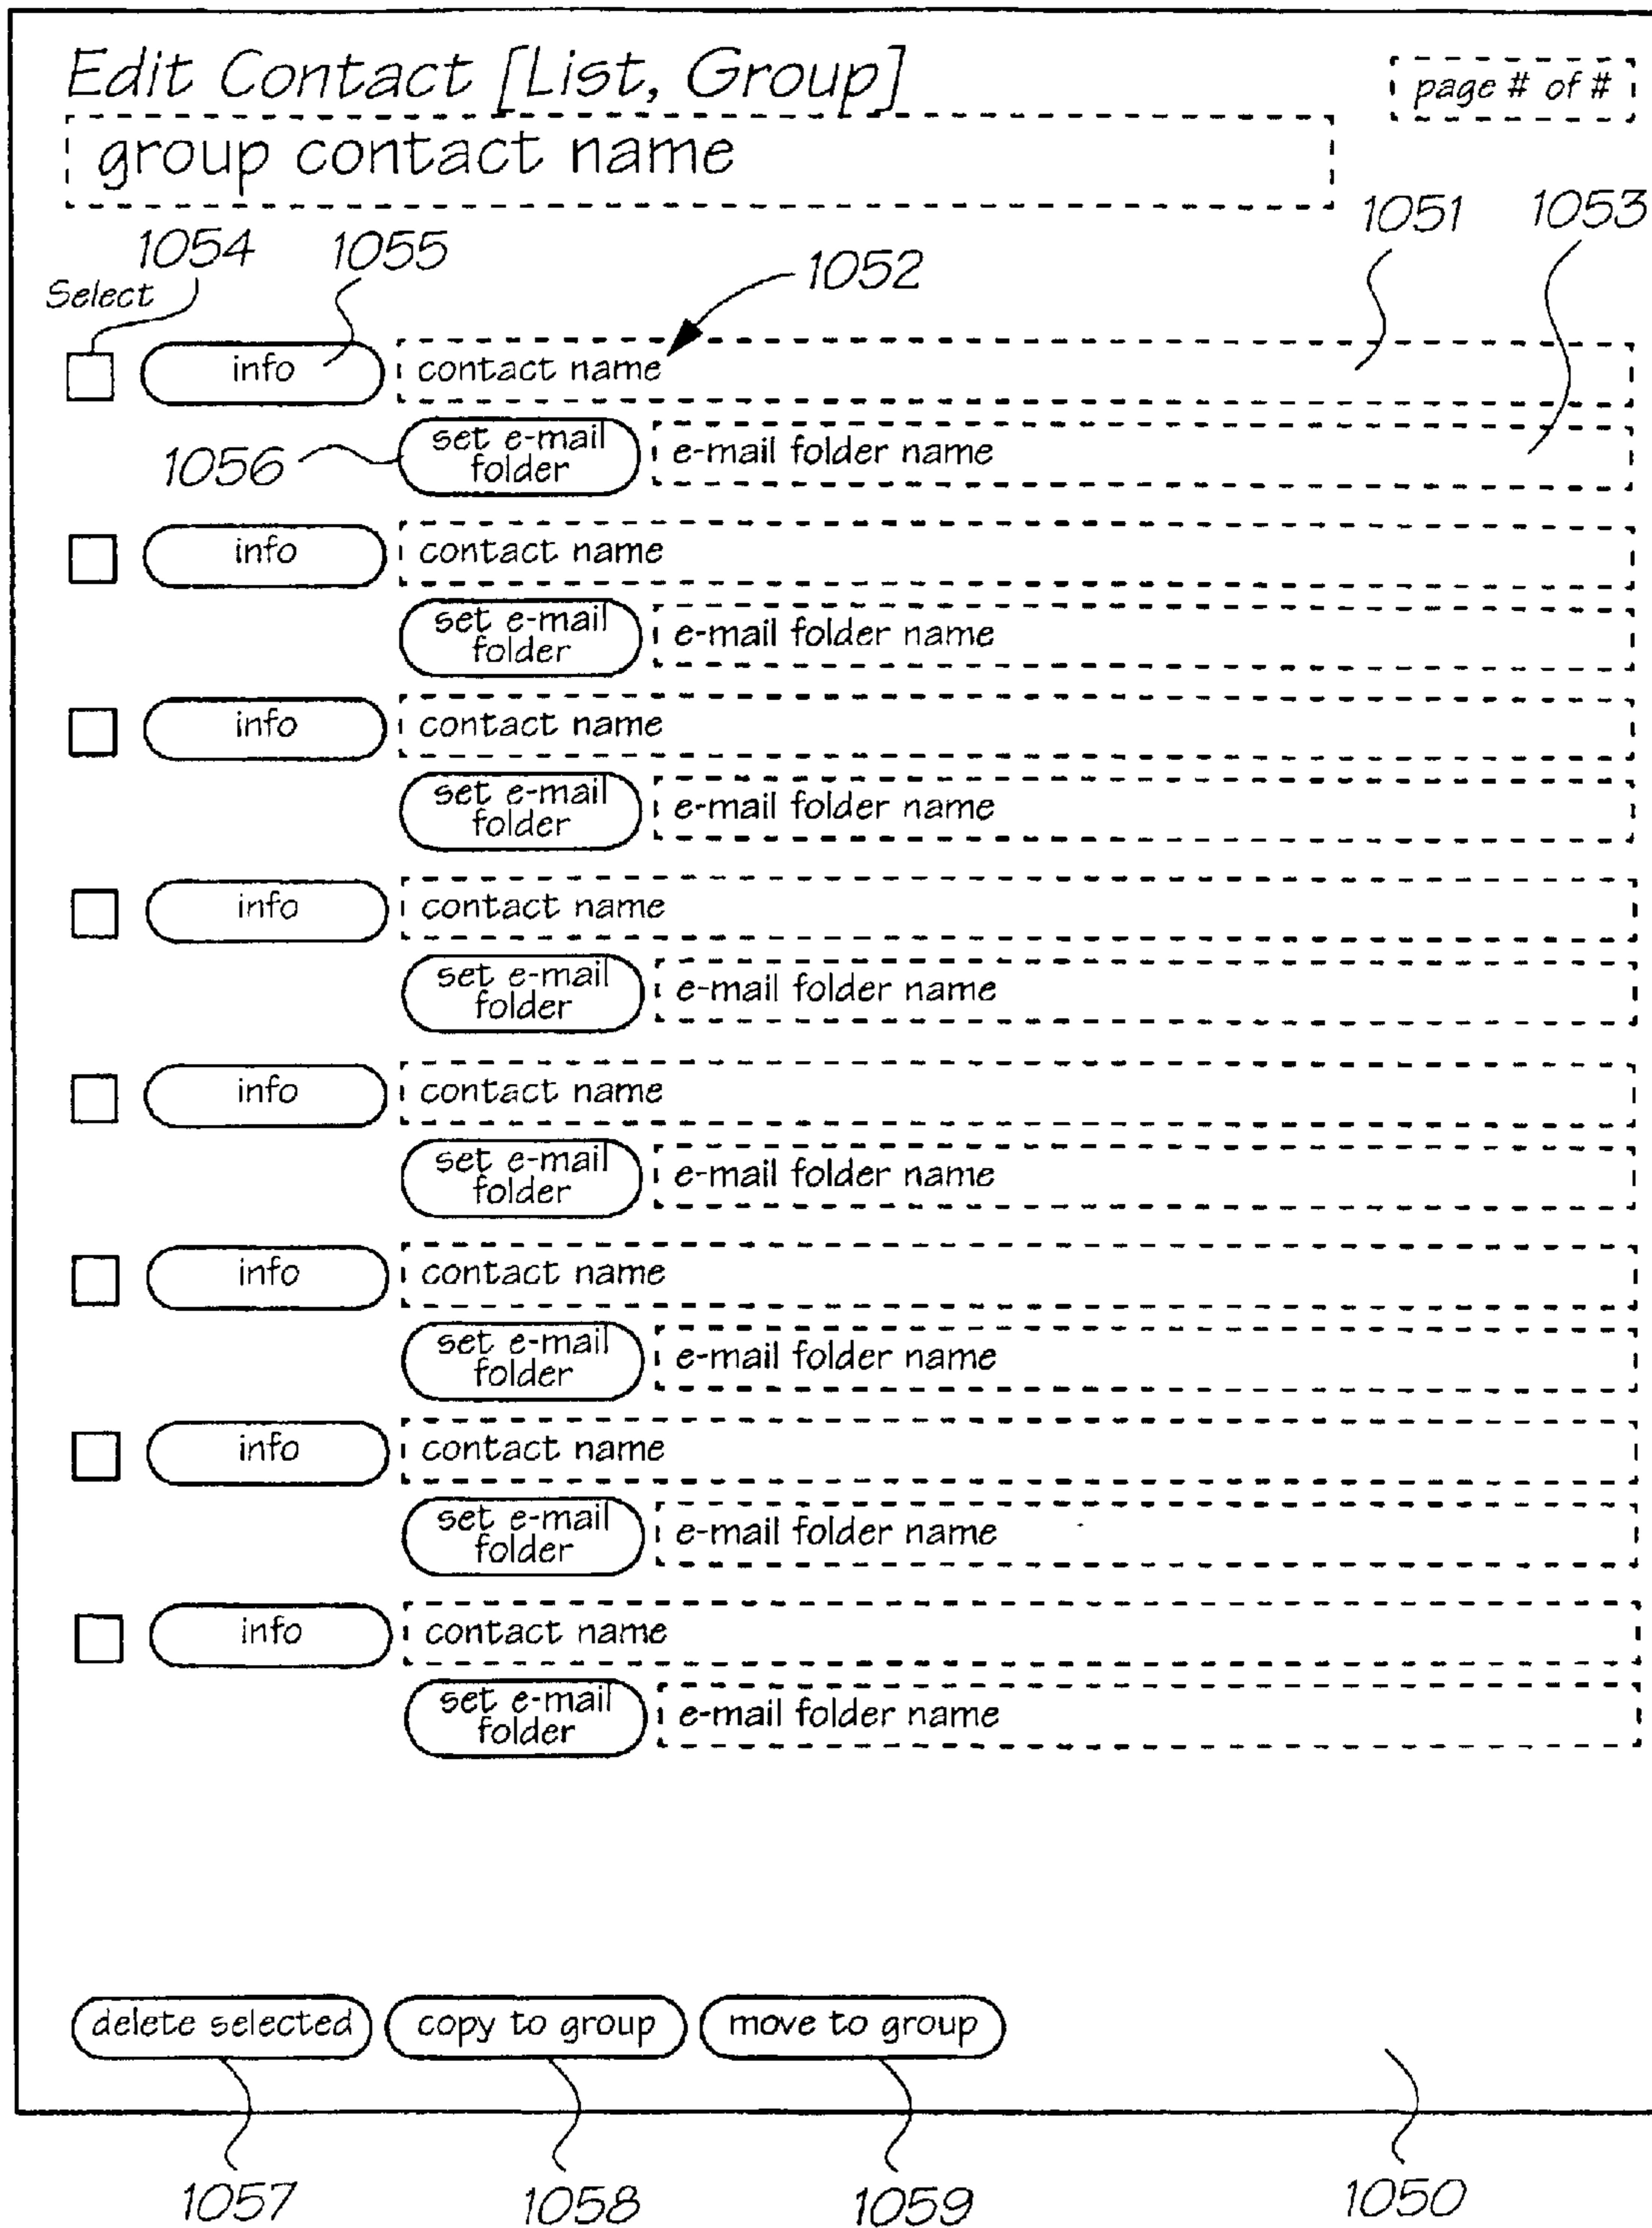 Edit Contact [List, Group]
page # of #
group contact name
1051
1053
1054
1055
1052
Select
info
contact name
1056
set e-mail
folder
e-mail folder name
info
contact name
set e-mail
folder
e-mail folder name
info
contact name
set e-mail
folder
e-mail folder name
info
contact name
set e-mail
folder
e-mail folder name
info
contact name
set e-mail
folder
e-mail folder name
info
contact name
set e-mail
folder
e-mail folder name
info
contact name
set e-mail
folder
e-mail folder name
info
contact name
set e-mail
folder
e-mail folder name
delete selected
copy to group
move to group
1057
1058
1059
1050